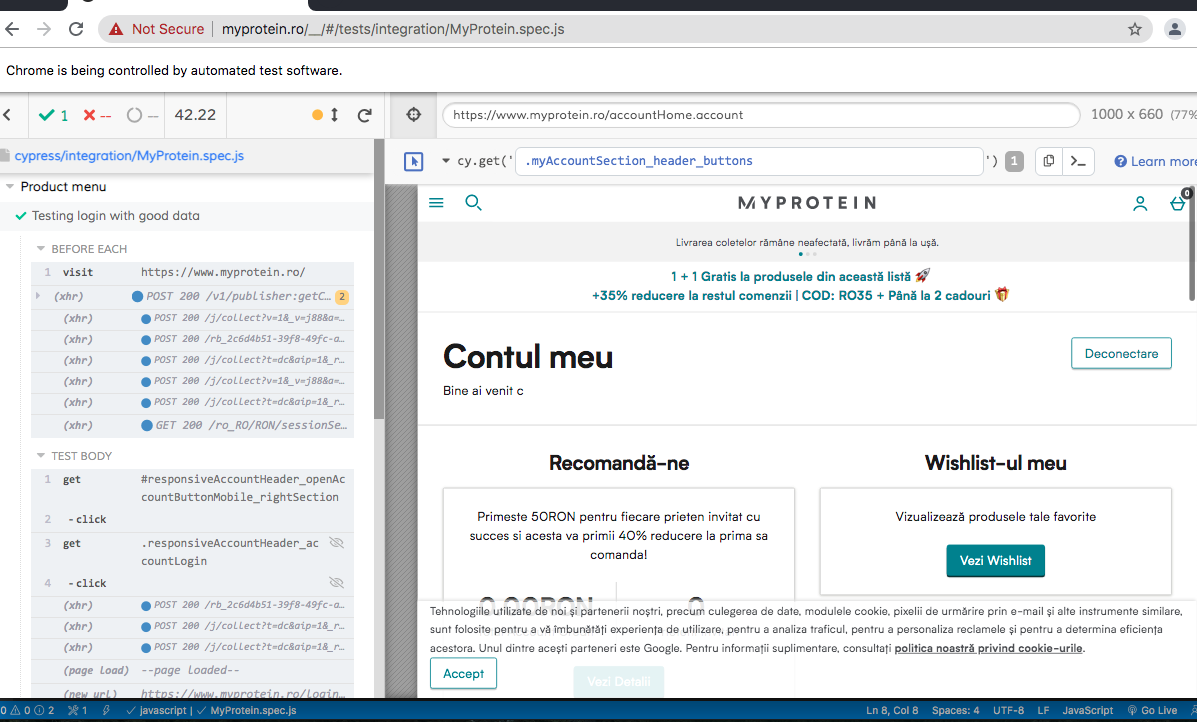 Not Secure | myprotein.ro/__/#/tests/integration/MyProtein.spec.js
Chrome is being controlled by automated test software.
1 -- -- 42.22
https://www.myprotein.ro/accountHome.account
1000 x 660 (77%
cypress/integration/MyProtein.spec.js
cy.get(' .myAccountSection_header_buttons ') 1
Learn more
Product menu
Testing login with good data
BEFORE EACH
1 visit https://www.myprotein.ro/
(xhr) POST 200 /v1/publisher:getC… 2
(xhr) POST 200 /j/collect?v=1&_v=j88&a=…
(xhr) POST 200 /rb_2c6d4b51-39f8-49fc-a…
(xhr) POST 200 /j/collect?t=dc&aip=1&_r…
(xhr) POST 200 /j/collect?v=1&_v=j88&a=…
(xhr) POST 200 /j/collect?t=dc&aip=1&_r…
(xhr) GET 200 /ro_RO/RON/sessionSe…
TEST BODY
1 get #responsiveAccountHeader_openAc
countButtonMobile_rightSection
2 -click
3 get .responsiveAccountHeader_ac
countLogin
4 -click
(xhr) POST 200 /rb_2c6d4b51-39f8-49fc-a…
(xhr) POST 200 /j/collect?t=dc&aip=1&_r…
(xhr) POST 200 /j/collect?t=dc&aip=1&_r…
(page load) --page loaded--
(new url) https://www.myprotein.ro/login…
MYPROTEIN
0
Livrarea coletelor rămâne neafectată, livrăm până la ușă.
1 + 1 Gratis la produsele din această listă 🚀
+35% reducere la restul comenzii | COD: RO35 + Până la 2 cadouri 🎁
Contul meu
Deconectare
Bine ai venit c
Recomandă-ne
Primeste 50RON pentru fiecare prieten invitat cu
succes si acesta va primii 40% reducere la prima sa
comanda!
0.00RON 0
Wishlist-ul meu
Vizualizează produsele tale favorite
Vezi Wishlist
Tehnologiile utilizate de noi și partenerii noștri, precum culegerea de date, modulele cookie, pixelii de urmărire prin e-mail și alte instrumente similare,
sunt folosite pentru a vă îmbunătăți experiența de utilizare, pentru a analiza traficul, pentru a personaliza reclamele și pentru a determina eficiența
acestora. Unul dintre acești parteneri este Google. Pentru informații suplimentare, consultați politica noastră privind cookie-urile.
Accept
Vezi Detalii
0 0 2 1 javascript | MyProtein.spec.js
Ln 8, Col 8 Spaces: 4 UTF-8 LF JavaScript Go Live